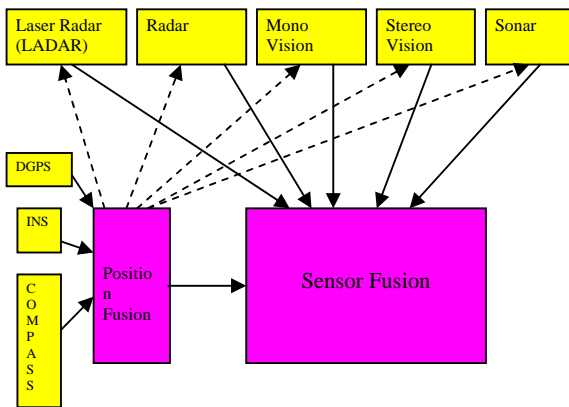 Laser Radar
(LADAR)
Radar
Mono
Vision
Stereo
Vision
Sonar
DGPS
INS
C
O
M
P
A
S
S
Positio
n
Fusion
Sensor Fusion